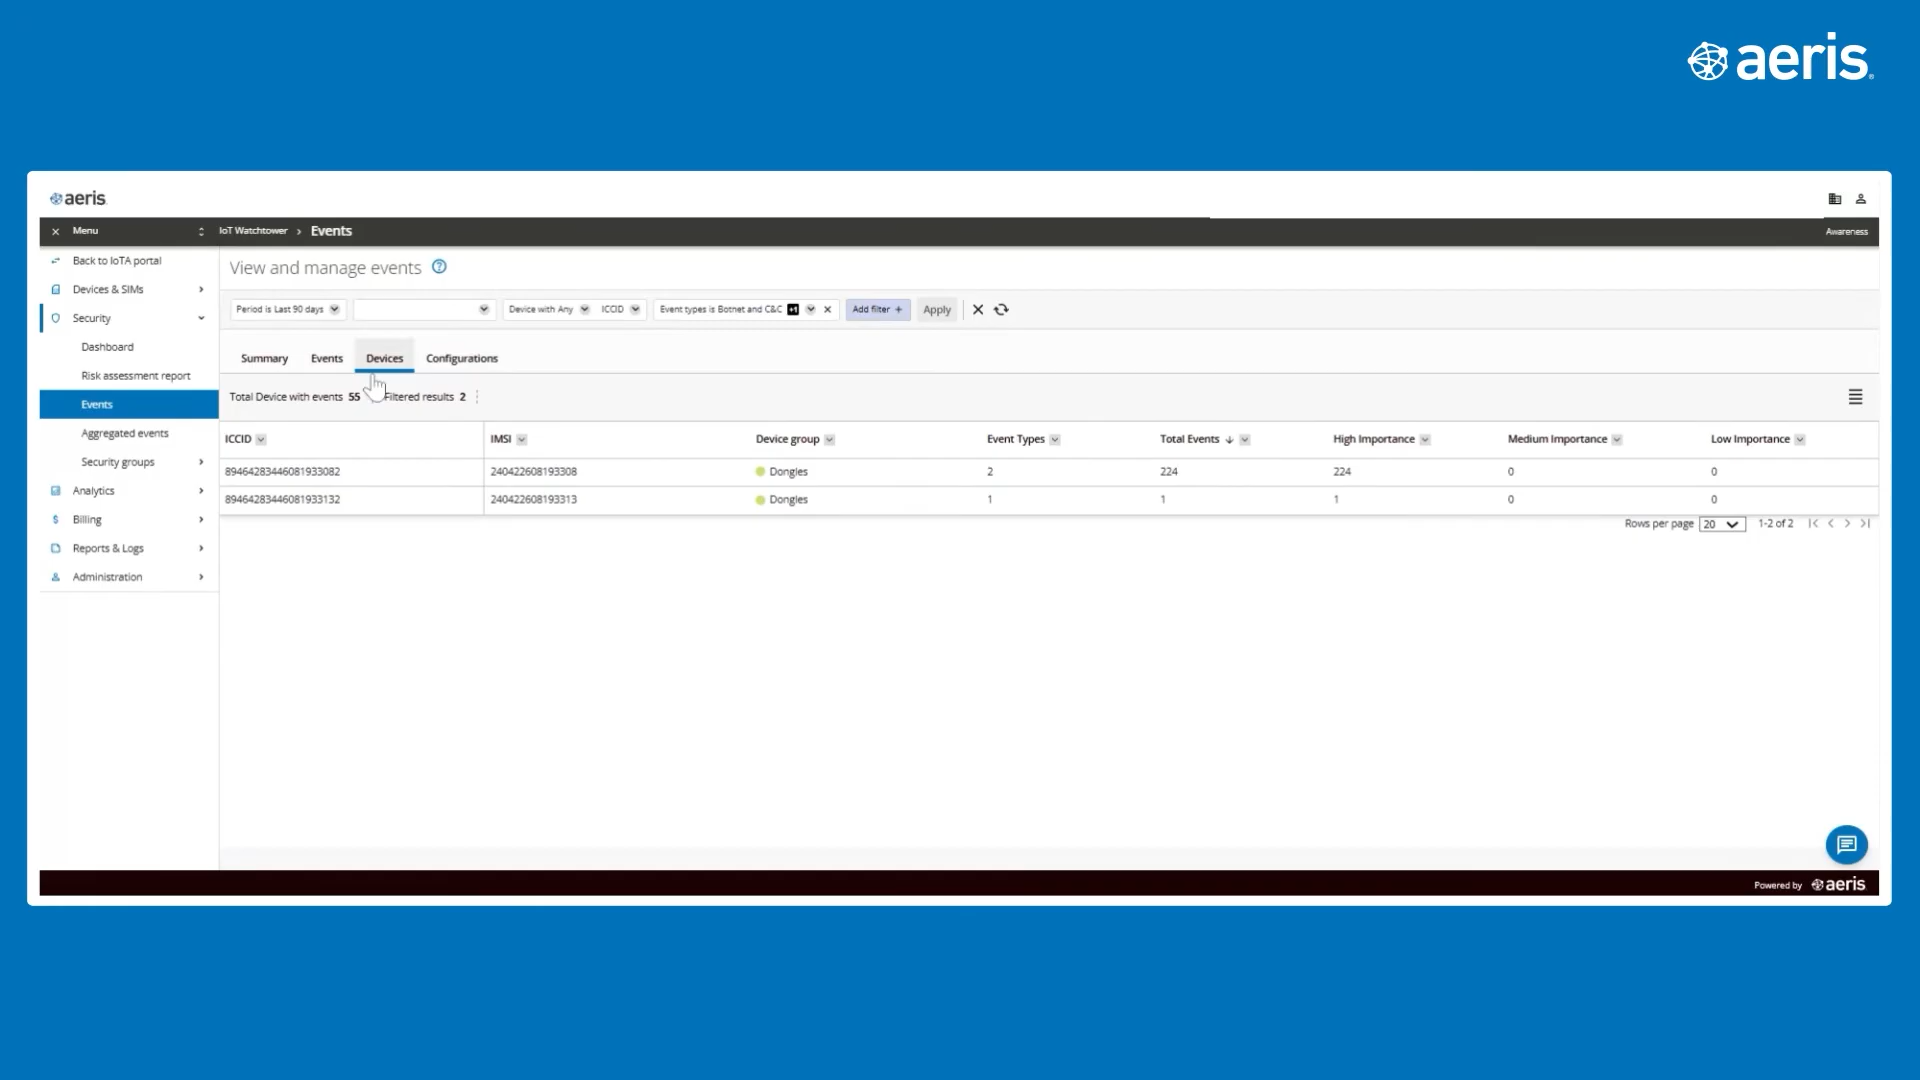 aeris
aeris
Menu
IoT Watchtower > Events
Awareness
Back to IoTA portal
Devices & SIMs
Security
Dashboard
Risk assessment report
Events
Aggregated events
Security groups
Analytics
Billing
Reports & Logs
Administration
View and manage events
Period is Last 90 days
Device with Any
ICCID
Event types is Botnet and C&C +1
Add filter +
Apply
Summary
Events
Devices
Configurations
Total Device with events 55
Filtered results 2
ICCID IMSI Device group Event Types Total Events High Importance Medium Importance Low Importance
89464283446081933082 240422608193308 Dongles 2 224 224 0 0
89464283446081933132 240422608193313 Dongles 1 1 1 0 0
Rows per page 20 1-2 of 2
Powered by aeris